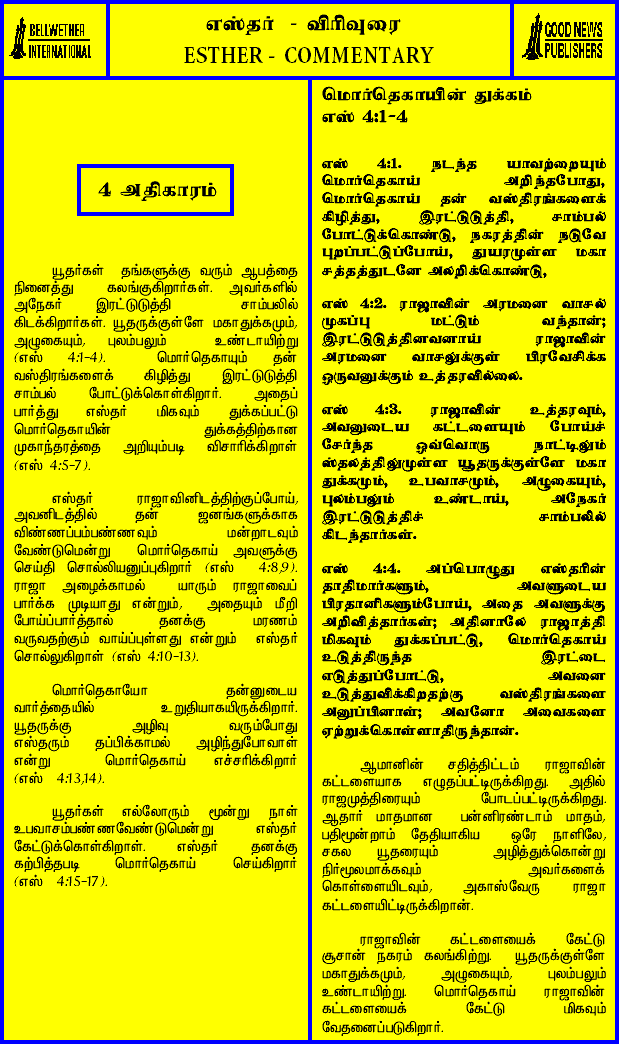 BELLWETHER
INTERNATIONAL
எஸ்தர் - விரிவுரை
ESTHER - COMMENTARY
GOOD NEWS
PUBLISHERS
4 அதிகாரம்
யூதர்கள் தங்களுக்கு வரும் ஆபத்தை
நினைத்து கலங்குகிறார்கள். அவர்களில்
அநேகர் இரட்டுடுத்தி சாம்பலில்
கிடக்கிறார்கள். யூதருக்குள்ளே மகாதுக்கமும்,
அழுகையும், புலம்பலும் உண்டாயிற்று
(எஸ் 4:1-4). மொர்தெகாயும் தன்
வஸ்திரங்களைக் கிழித்து இரட்டுடுத்தி
சாம்பல் போட்டுக்கொள்கிறார். அதைப்
பார்த்து எஸ்தர் மிகவும் துக்கப்பட்டு
மொர்தெகாயின் துக்கத்திற்கான
முகாந்தரத்தை அறியும்படி விசாரிக்கிறாள்
(எஸ் 4:5-7).
எஸ்தர் ராஜாவினிடத்திற்குப்போய்,
அவனிடத்தில் தன் ஜனங்களுக்காக
விண்ணப்பம்பண்ணவும் மன்றாடவும்
வேண்டுமென்று மொர்தெகாய் அவளுக்கு
செய்தி சொல்லியனுப்புகிறார் (எஸ் 4:8,9).
ராஜா அழைக்காமல் யாரும் ராஜாவைப்
பார்க்க முடியாது என்றும், அதையும் மீறி
போய்ப்பார்த்தால் தனக்கு மரணம்
வருவதற்கும் வாய்ப்புள்ளது என்றும் எஸ்தர்
சொல்லுகிறாள் (எஸ் 4:10-13).
மொர்தெகாயோ தன்னுடைய
வார்த்தையில் உறுதியாகயிருக்கிறார்.
யூதருக்கு அழிவு வரும்போது
எஸ்தரும் தப்பிக்காமல் அழிந்துபோவாள்
என்று மொர்தெகாய் எச்சரிக்கிறார்
(எஸ் 4:13,14).
யூதர்கள் எல்லோரும் மூன்று நாள்
உபவாசம்பண்ணவேண்டுமென்று எஸ்தர்
கேட்டுக்கொள்கிறாள். எஸ்தர் தனக்கு
கற்பித்தபடி மொர்தெகாய் செய்கிறார்
(எஸ் 4:15-17).
மொர்தெகாயின் துக்கம்
எஸ் 4:1-4
எஸ் 4:1. நடந்த யாவற்றையும்
மொர்தெகாய் அறிந்தபோது,
மொர்தெகாய் தன் வஸ்திரங்களைக்
கிழித்து, இரட்டுடுத்தி, சாம்பல்
போட்டுக்கொண்டு, நகரத்தின் நடுவே
புறப்பட்டுப்போய், துயரமுள்ள மகா
சத்தத்துடனே அலறிக்கொண்டு,
எஸ் 4:2. ராஜாவின் அரமனை வாசல்
முகப்பு மட்டும் வந்தான்;
இரட்டுடுத்தினவனாய் ராஜாவின்
அரமனை வாசலுக்குள் பிரவேசிக்க
ஒருவனுக்கும் உத்தரவில்லை.
எஸ் 4:3. ராஜாவின் உத்தரவும்,
அவனுடைய கட்டளையும் போய்ச்
சேர்ந்த ஒவ்வொரு நாட்டிலும்
ஸ்தலத்திலுமுள்ள யூதருக்குள்ளே மகா
துக்கமும், உபவாசமும், அழுகையும்,
புலம்பலும் உண்டாய், அநேகர்
இரட்டுடுத்திச் சாம்பலில்
கிடந்தார்கள்.
எஸ் 4:4. அப்பொழுது எஸ்தரின்
தாதிமார்களும், அவளுடைய
பிரதானிகளும்போய், அதை அவளுக்கு
அறிவித்தார்கள்; அதினாலே ராஜாத்தி
மிகவும் துக்கப்பட்டு, மொர்தெகாய்
உடுத்திருந்த இரட்டை
எடுத்துப்போட்டு, அவனை
உடுத்துவிக்கிறதற்கு வஸ்திரங்களை
அனுப்பினாள்; அவனோ அவைகளை
ஏற்றுக்கொள்ளாதிருந்தான்.
ஆமானின் சதித்திட்டம் ராஜாவின்
கட்டளையாக எழுதப்பட்டிருக்கிறது. அதில்
ராஜமுத்திரையும் போடப்பட்டிருக்கிறது.
ஆதார் மாதமான பன்னிரண்டாம் மாதம்,
பதிமூன்றாம் தேதியாகிய ஒரே நாளிலே,
சகல யூதரையும் அழித்துக்கொன்று
நிர்மூலமாக்கவும் அவர்களைக்
கொள்ளையிடவும், அகாஸ்வேரு ராஜா
கட்டளையிட்டிருக்கிறான்.
ராஜாவின் கட்டளையைக் கேட்டு
சூசான் நகரம் கலங்கிற்று. யூதருக்குள்ளே
மகாதுக்கமும், அழுகையும், புலம்பலும்
உண்டாயிற்று. மொர்தெகாய் ராஜாவின்
கட்டளையைக் கேட்டு மிகவும்
வேதனைப்படுகிறார்.